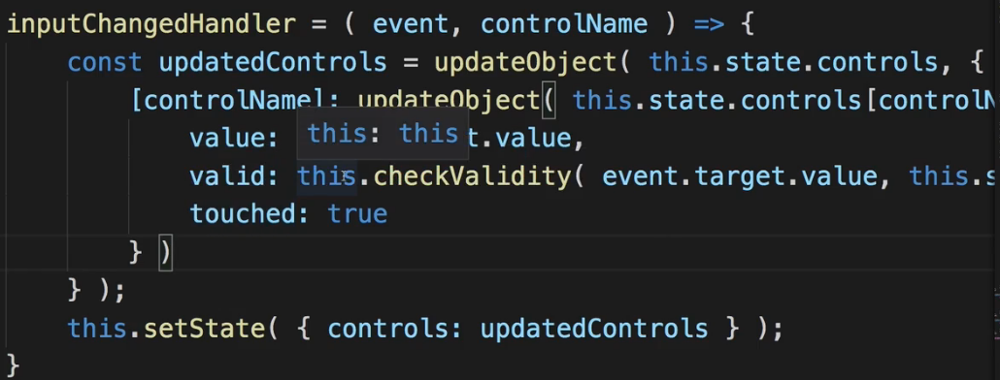 inputChangedHandler = ( event, controlName ) => {
const updatedControls = updateObject( this.state.controls, {
[controlName]: updateObject( this.state.controls[controlN
this: this
value: t.value,
valid: this.checkValidity( event.target.value, this.s
touched: true
} )
} );
this.setState( { controls: updatedControls } );
}